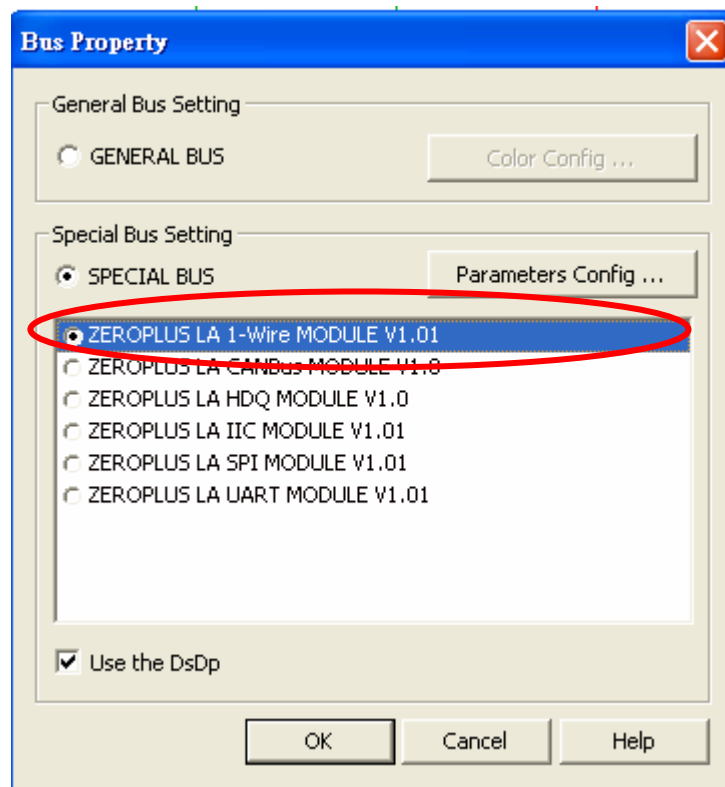 Bus Property
General Bus Setting
GENERAL BUS
Color Config ...
Special Bus Setting
SPECIAL BUS
Parameters Config ...
ZEROPLUS LA 1-Wire MODULE V1.01
ZEROPLUS LA CANBus MODULE V1.0
ZEROPLUS LA HDQ MODULE V1.0
ZEROPLUS LA IIC MODULE V1.01
ZEROPLUS LA SPI MODULE V1.01
ZEROPLUS LA UART MODULE V1.01
Use the DsDp
OK
Cancel
Help